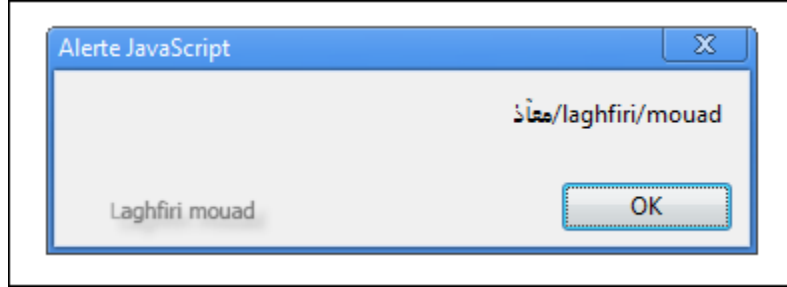 Alerte JavaScript
معاذ/laghfiri/mouad
Laghfiri mouad
OK